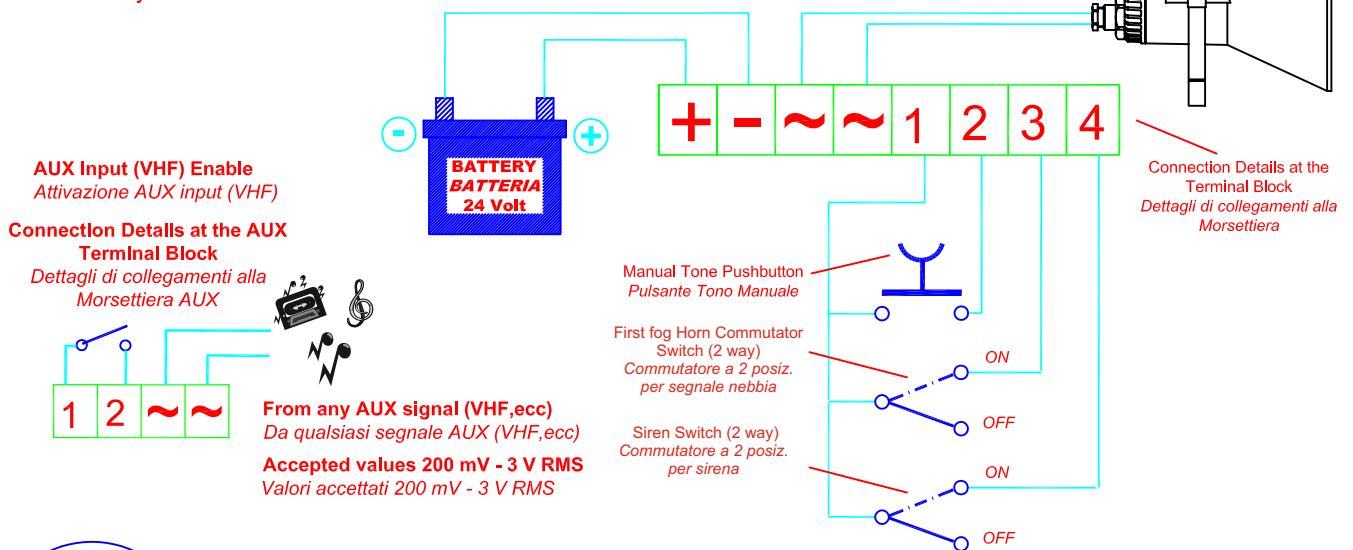 + - ~ ~ 1 2 3 4
-
+
BATTERY
BATTERIA
24 Volt
Connection Details at the
Terminal Block
Dettagli di collegamenti alla
Morsettiera
AUX Input (VHF) Enable
Attivazione AUX input (VHF)
Connection Details at the AUX
Terminal Block
Dettagli di collegamenti alla
Morsettiera AUX
1 2 ~ ~
From any AUX signal (VHF,ecc)
Da qualsiasi segnale AUX (VHF,ecc)
Accepted values 200 mV - 3 V RMS
Valori accettati 200 mV - 3 V RMS
Manual Tone Pushbutton
Pulsante Tono Manuale
First fog Horn Commutator
Switch (2 way)
Commutatore a 2 posiz.
per segnale nebbia
ON
OFF
Siren Switch (2 way)
Commutatore a 2 posiz.
per sirena
ON
OFF